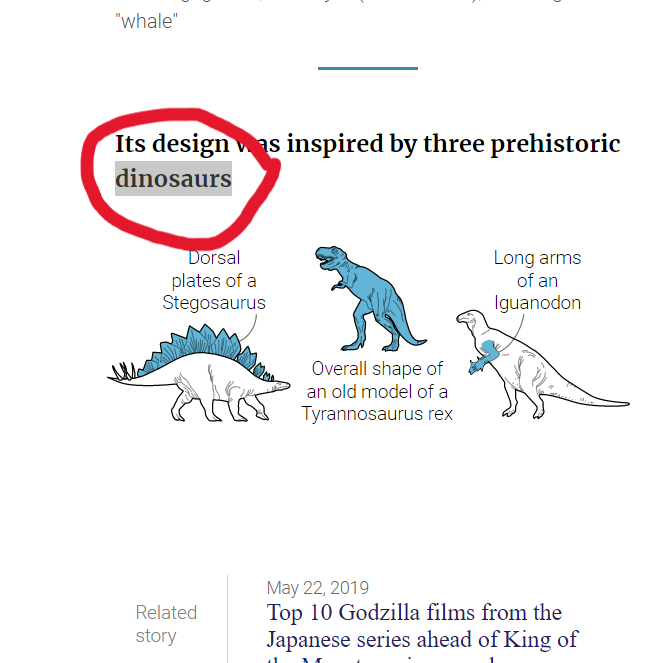 "whale"
Its design was inspired by three prehistoric
dinosaurs
Dorsal
plates of a
Stegosaurus
Overall shape of
an old model of a
Tyrannosaurus rex
Long arms
of an
Iguanodon
Related
story
May 22, 2019
Top 10 Godzilla films from the
Japanese series ahead of King of